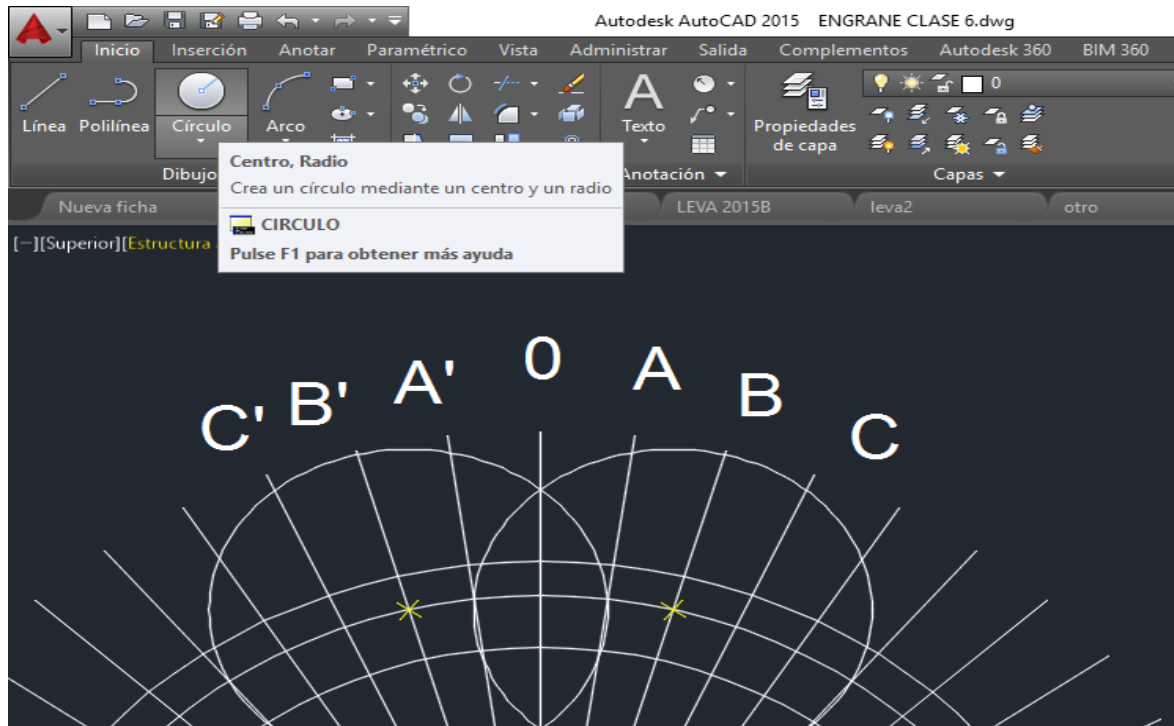 Autodesk AutoCAD 2015 ENGRANE CLASE 6.dwg
Inicio Inserción Anotar Paramétrico Vista Administrar Salida Complementos Autodesk 360 BIM 360
0
Línea Polilínea Círculo Arco Texto Propiedades de capa
Dibujo Anotación Capas
Centro, Radio
Crea un círculo mediante un centro y un radio
CIRCULO
Pulse F1 para obtener más ayuda
Nueva ficha LEVA 2015B leva2 otro
[−][Superior][Estructura
C' B' A' 0 A B C